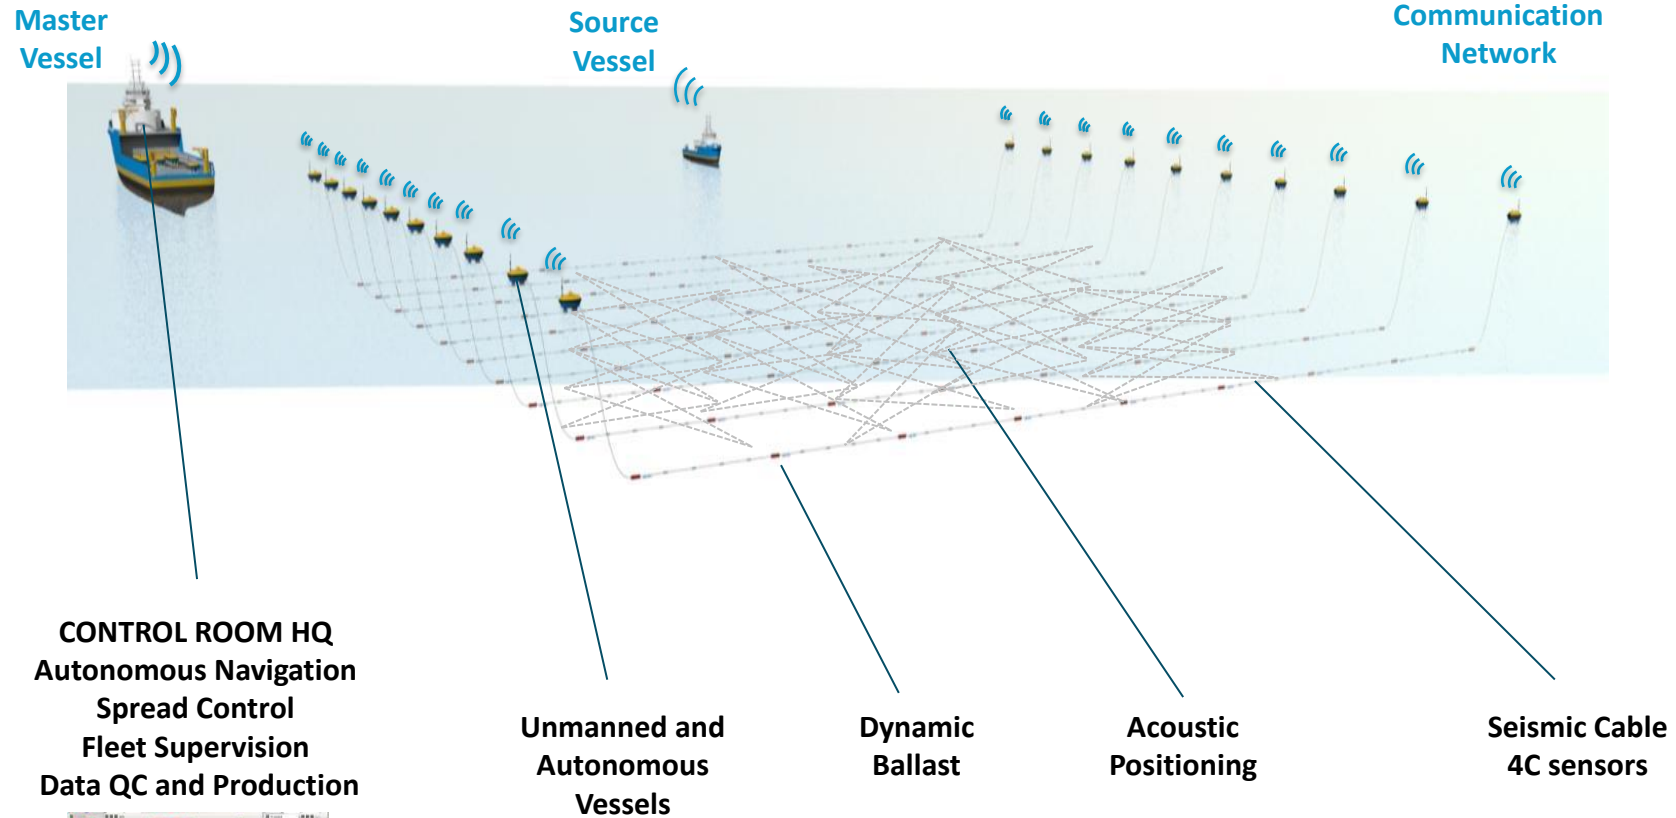 Master
Vessel
Source
Vessel
Communication
Network
CONTROL ROOM HQ
Autonomous Navigation
Spread Control
Fleet Supervision
Data QC and Production
Unmanned and
Autonomous
Vessels
Dynamic
Ballast
Acoustic
Positioning
Seismic Cable
4C sensors